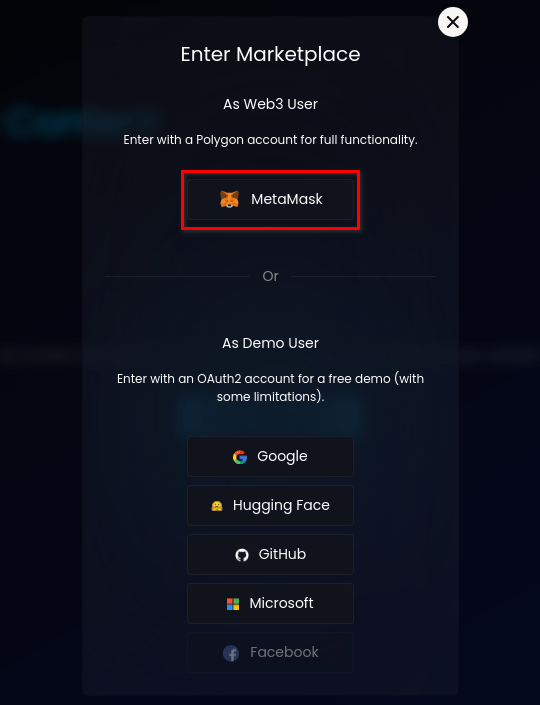 Enter Marketplace
As Web3 User
Enter with a Polygon account for full functionality.
MetaMask
Or
As Demo User
Enter with an OAuth2 account for a free demo (with
some limitations).
Google
Hugging Face
GitHub
Microsoft
Facebook